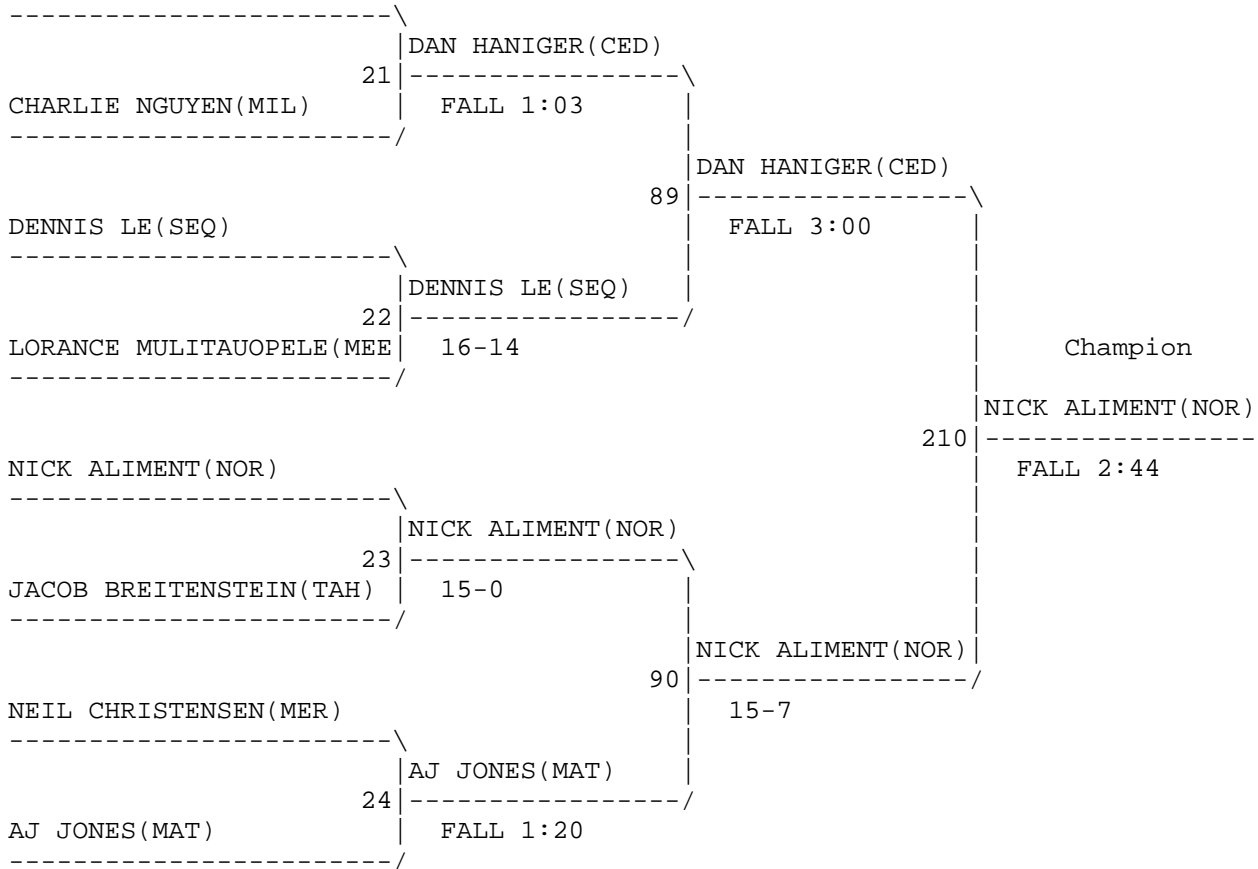 ------------------------\
|DAN HANIGER(CED)
21|-----------------\
CHARLIE NGUYEN(MIL) | FALL 1:03 |
------------------------/ |
|DAN HANIGER(CED)
89|-----------------\
DENNIS LE(SEQ) | FALL 3:00 |
------------------------\ | |
|DENNIS LE(SEQ) | |
22|-----------------/ |
LORANCE MULITAUOPELE(MEE| 16-14 | Champion
------------------------/ |
|NICK ALIMENT(NOR)
210|-----------------
NICK ALIMENT(NOR) | FALL 2:44
------------------------\ |
|NICK ALIMENT(NOR) |
23|-----------------\ |
JACOB BREITENSTEIN(TAH) | 15-0 | |
------------------------/ | |
|NICK ALIMENT(NOR)|
90|-----------------/
NEIL CHRISTENSEN(MER) | 15-7
------------------------\ |
|AJ JONES(MAT) |
24|-----------------/
AJ JONES(MAT) | FALL 1:20
------------------------/